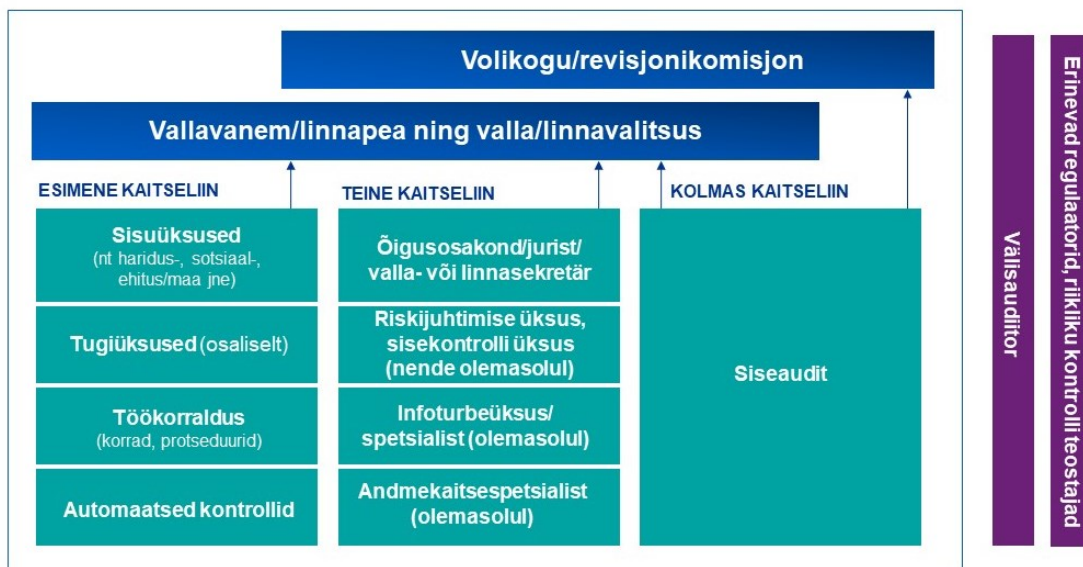 Volikogu/revisjonikomisjon
Vallavanem/linnapea ning valla/linnavalitsus
ESIMENE KAITSELIIN
Sisuüksused
(nt haridus-, sotsiaal-,
ehitus/maa jne)
Tugiüksused (osaliselt)
Töökorraldus
(korrad, protseduurid)
Automaatsed kontrollid
TEINE KAITSELIIN
Õigusosakond/jurist/
valla- või linnasekretär
Riskijuhtimise üksus,
sisekontrolli üksus
(nende olemasolul)
Infoturbeüksus/
spetsialist (olemasolul)
Andmekaitsespetsialist
(olemasolul)
KOLMAS KAITSELIIN
Siseaudit
Välisaudiitor
Erinevad regulaatorid, riikliku kontrolli teostajad